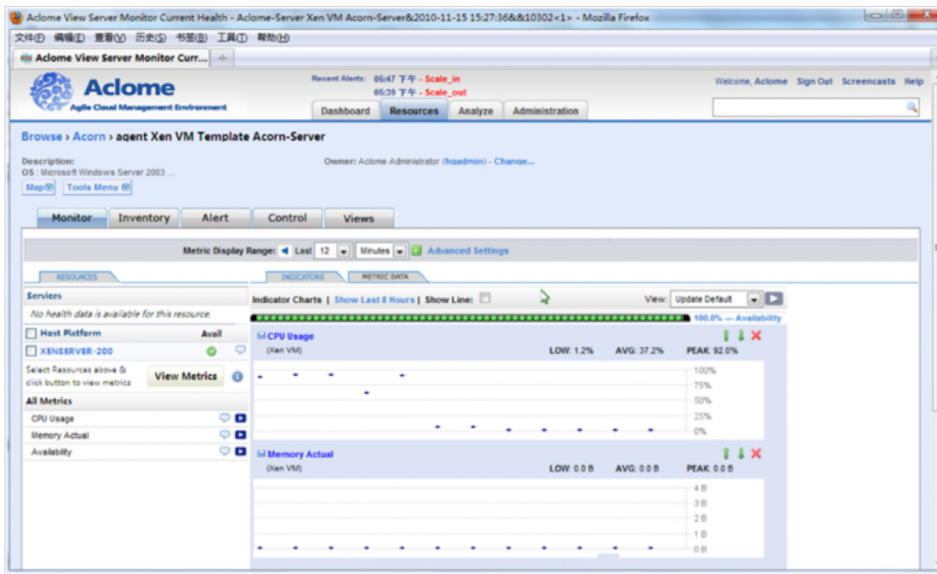 Aclome View Server Monitor Current Health - Aclome-Server Xen VM Acorn-Server&2010-11-15 15:27:36&&10302<1> - Mozilla Firefox
文件(F) 编辑(E) 查看(V) 历史(S) 书签(B) 工具(T) 帮助(H)
Aclome View Server Monitor Curr...
Aclome
Agile Cloud Management Environment
Recent Alerts: 05:47 下午 - Scale_in
05:39 下午 - Scale_out
Welcome, Aclome Sign Out Screencasts Help
Dashboard Resources Analyze Administration
Browse › Acorn › agent Xen VM Template Acorn-Server
Description:
Owner: Aclome Administrator (hqadmin) - Change...
OS : Microsoft Windows Server 2003 ...
Map Tools Menu
Monitor Inventory Alert Control Views
Metric Display Range: Last 12 Minutes Advanced Settings
RESOURCES
INDICATORS METRIC DATA
Services
No health data is available for this resource.
Host Platform Avail
XENSERVER-200
Select Resources above &
click button to view metrics
View Metrics
All Metrics
CPU Usage
Memory Actual
Availability
Indicator Charts | Show Last 8 Hours | Show Line: View: Update Default
100.0% — Availability
CPU Usage
(Xen VM) LOW: 1.2% AVG: 37.2% PEAK: 92.0%
100%
75%
50%
25%
0%
Memory Actual
(Xen VM) LOW: 0.0 B AVG: 0.0 B PEAK: 0.0 B
4 B
3 B
2 B
1 B
0 B